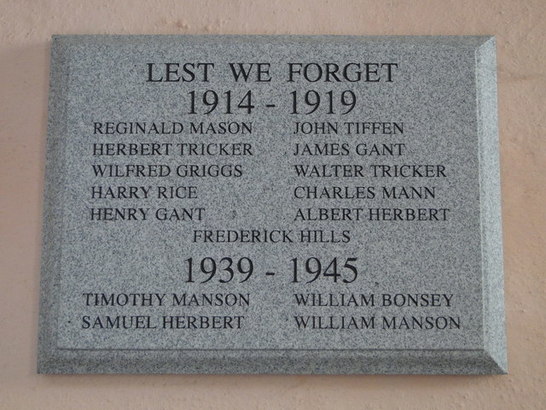 LEST WE FORGET
1914 - 1919
REGINALD MASON JOHN TIFFEN
HERBERT TRICKER JAMES GANT
WILFRED GRIGGS WALTER TRICKER
HARRY RICE CHARLES MANN
HENRY GANT ALBERT HERBERT
FREDERICK HILLS
1939 - 1945
TIMOTHY MANSON WILLIAM BONSEY
SAMUEL HERBERT WILLIAM MANSON